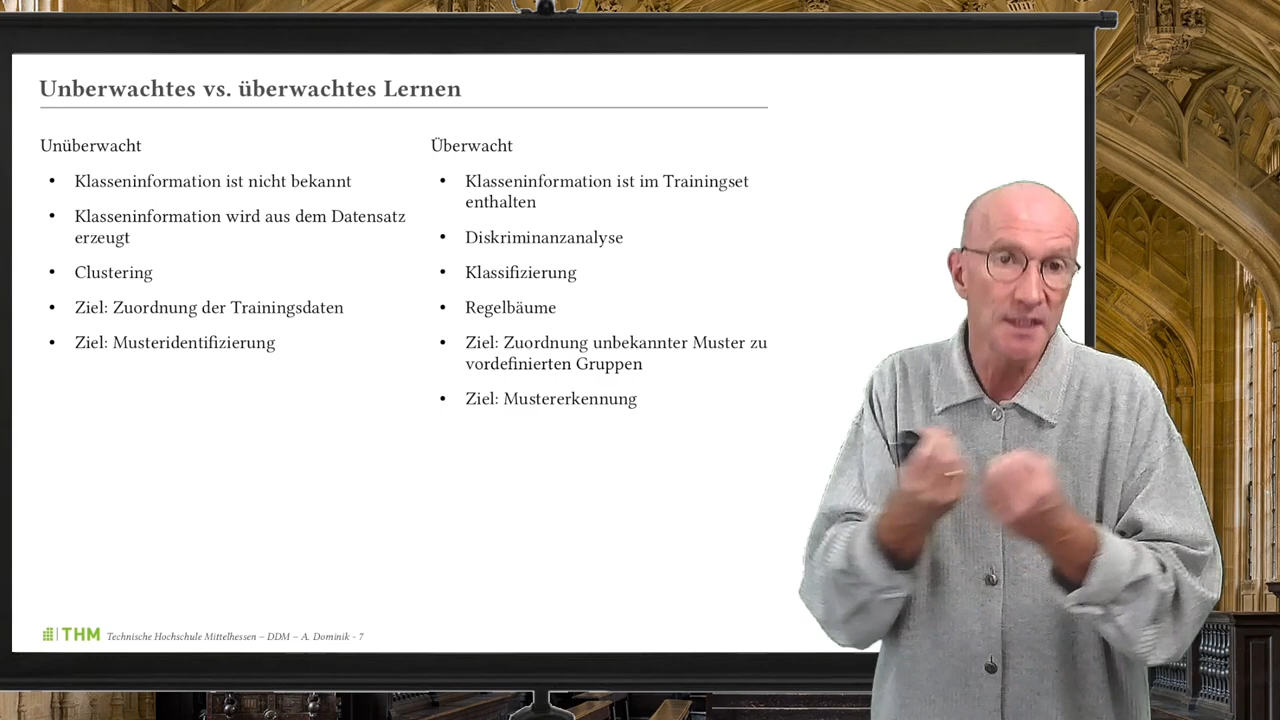 Unberwachtes vs. überwachtes Lernen
Unüberwacht
• Klasseninformation ist nicht bekannt
• Klasseninformation wird aus dem Datensatz
erzeugt
• Clustering
• Ziel: Zuordnung der Trainingsdaten
• Ziel: Musteridentifizierung
Überwacht
• Klasseninformation ist im Trainingset
enthalten
• Diskriminanzanalyse
• Klassifizierung
• Regelbäume
• Ziel: Zuordnung unbekannter Muster zu
vordefinierten Gruppen
• Ziel: Mustererkennung
THM Technische Hochschule Mittelhessen – DDM – A. Dominik - 7